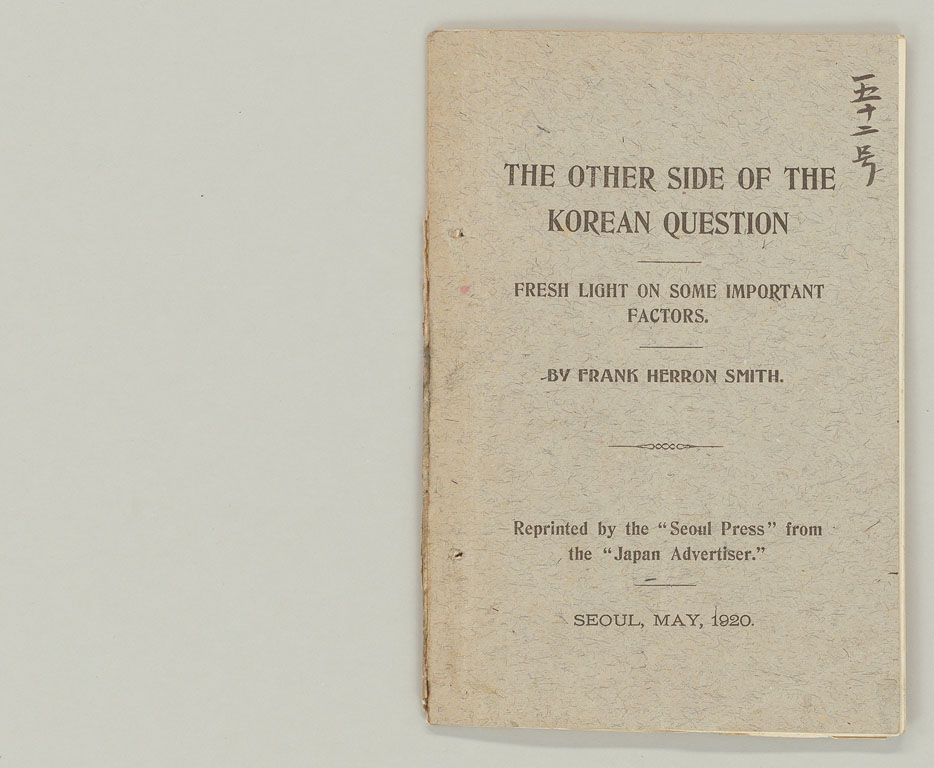 一五十二号
THE OTHER SIDE OF THE
KOREAN QUESTION
FRESH LIGHT ON SOME IMPORTANT
FACTORS.
BY FRANK HERRON SMITH.
Reprinted by the "Seoul Press" from
the "Japan Advertiser."
SEOUL, MAY, 1920.